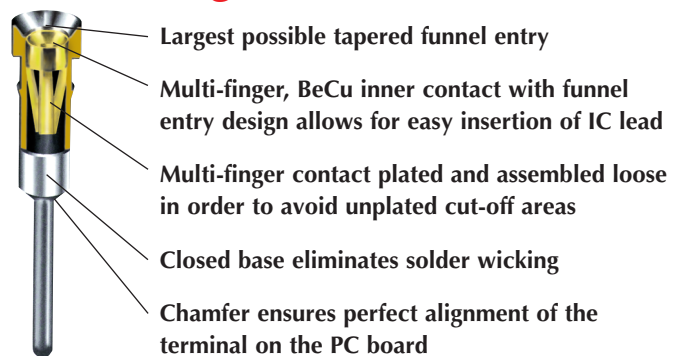 Largest possible tapered funnel entry
Multi-finger, BeCu inner contact with funnel
entry design allows for easy insertion of IC lead
Multi-finger contact plated and assembled loose
in order to avoid unplated cut-off areas
Closed base eliminates solder wicking
Chamfer ensures perfect alignment of the
terminal on the PC board